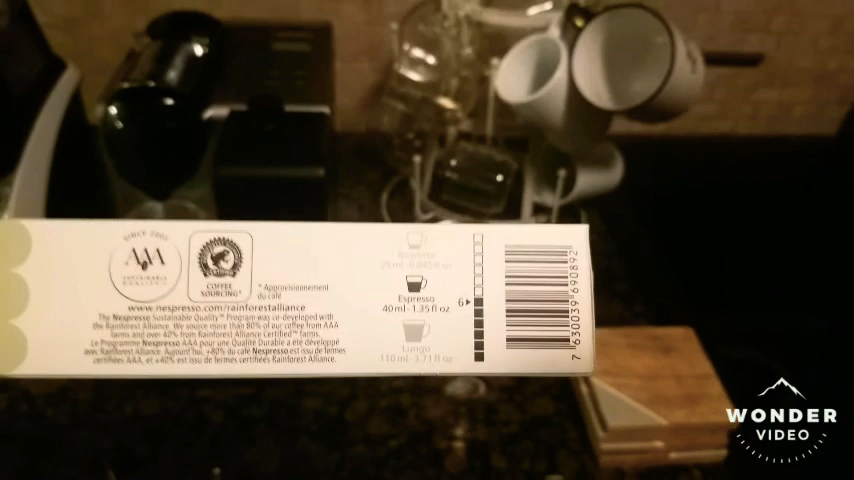 SINCE 2003
AAA
SUSTAINABLE
QUALITY™
COFFEE
SOURCING*
* Approvisionnement
du café
www.nespresso.com/rainforestalliance
The Nespresso Sustainable Quality™ Program was co-developed with
the Rainforest Alliance. We source more than 80% of our coffee from AAA
farms and over 40% from Rainforest Alliance Certified™ farms.
Le Programme Nespresso AAA pour une Qualité Durable a été développé
avec Rainforest Alliance. Aujourd'hui, +80% du café Nespresso est issu de fermes
certifiées AAA, et +40% est issu de fermes certifiées Rainforest Alliance.
Ristretto
25 ml - 0.845 fl oz
Espresso
40 ml - 1.35 fl oz
Lungo
110 ml - 3.71 fl oz
6
7 630039 690892
WONDER
VIDEO